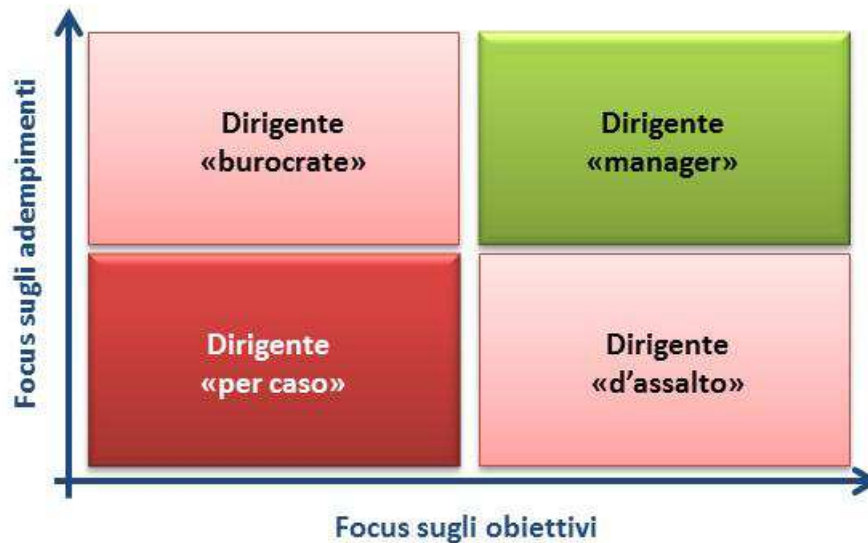 Focus sugli adempimenti
Dirigente
«burocrate»
Dirigente
«manager»
Dirigente
«per caso»
Dirigente
«d'assalto»
Focus sugli obiettivi